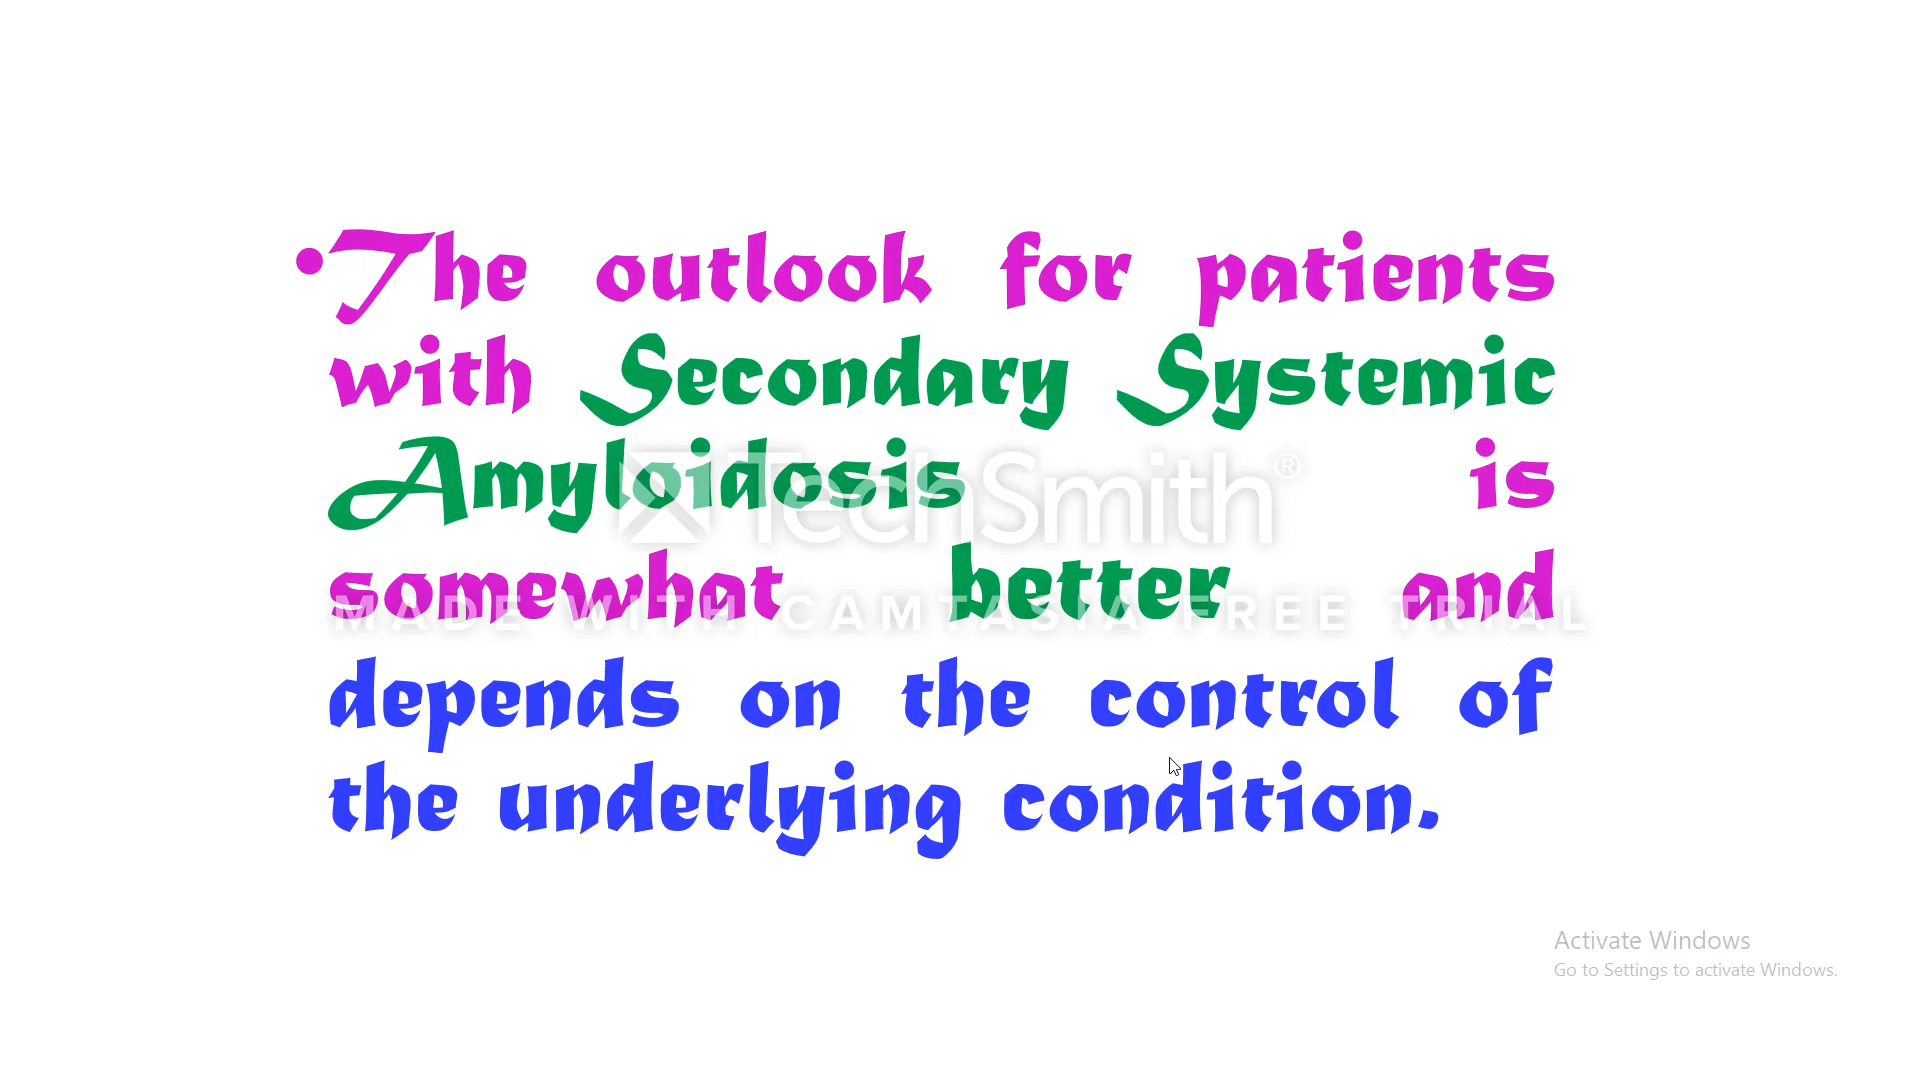 •The outlook for patients
with Secondary Systemic
Amyloidosis is
TechSmith®
somewhat better and
MADE WITH CAMTASIA FREE TRIAL
depends on the control of
the underlying condition.
Activate Windows
Go to Settings to activate Windows.